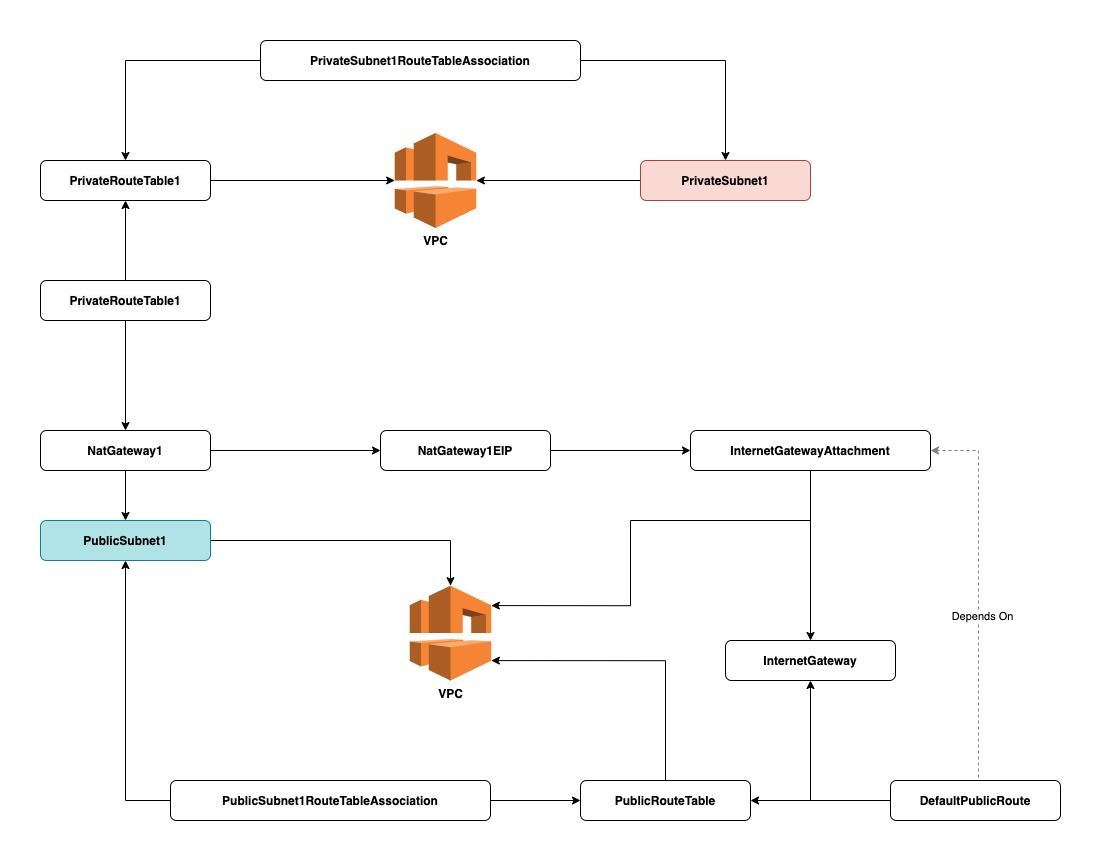 PrivateSubnet1RouteTableAssociation
PrivateRouteTable1
PrivateSubnet1
VPC
PrivateRouteTable1
NatGateway1
NatGateway1EIP
InternetGatewayAttachment
PublicSubnet1
Depends On
InternetGateway
VPC
PublicSubnet1RouteTableAssociation
PublicRouteTable
DefaultPublicRoute